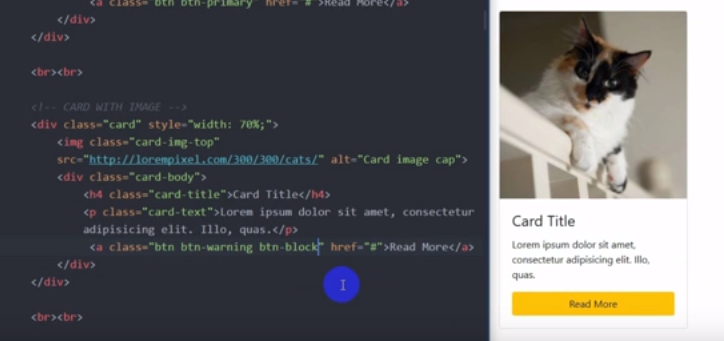 <a class="btn btn-primary" href="#">Read More</a>
</div>
</div>
<br><br>
<!-- CARD WITH IMAGE -->
<div class="card" style="width: 70%;">
<img class="card-img-top"
src="http://lorempixel.com/300/300/cats/" alt="Card image cap">
<div class="card-body">
<h4 class="card-title">Card Title</h4>
<p class="card-text">Lorem ipsum dolor sit amet, consectetur
adipisicing elit. Illo, quas.</p>
<a class="btn btn-warning btn-block" href="#">Read More</a>
</div>
</div>
<br><br>
Card Title
Lorem ipsum dolor sit amet,
consectetur adipisicing elit. Illo,
quas.
Read More